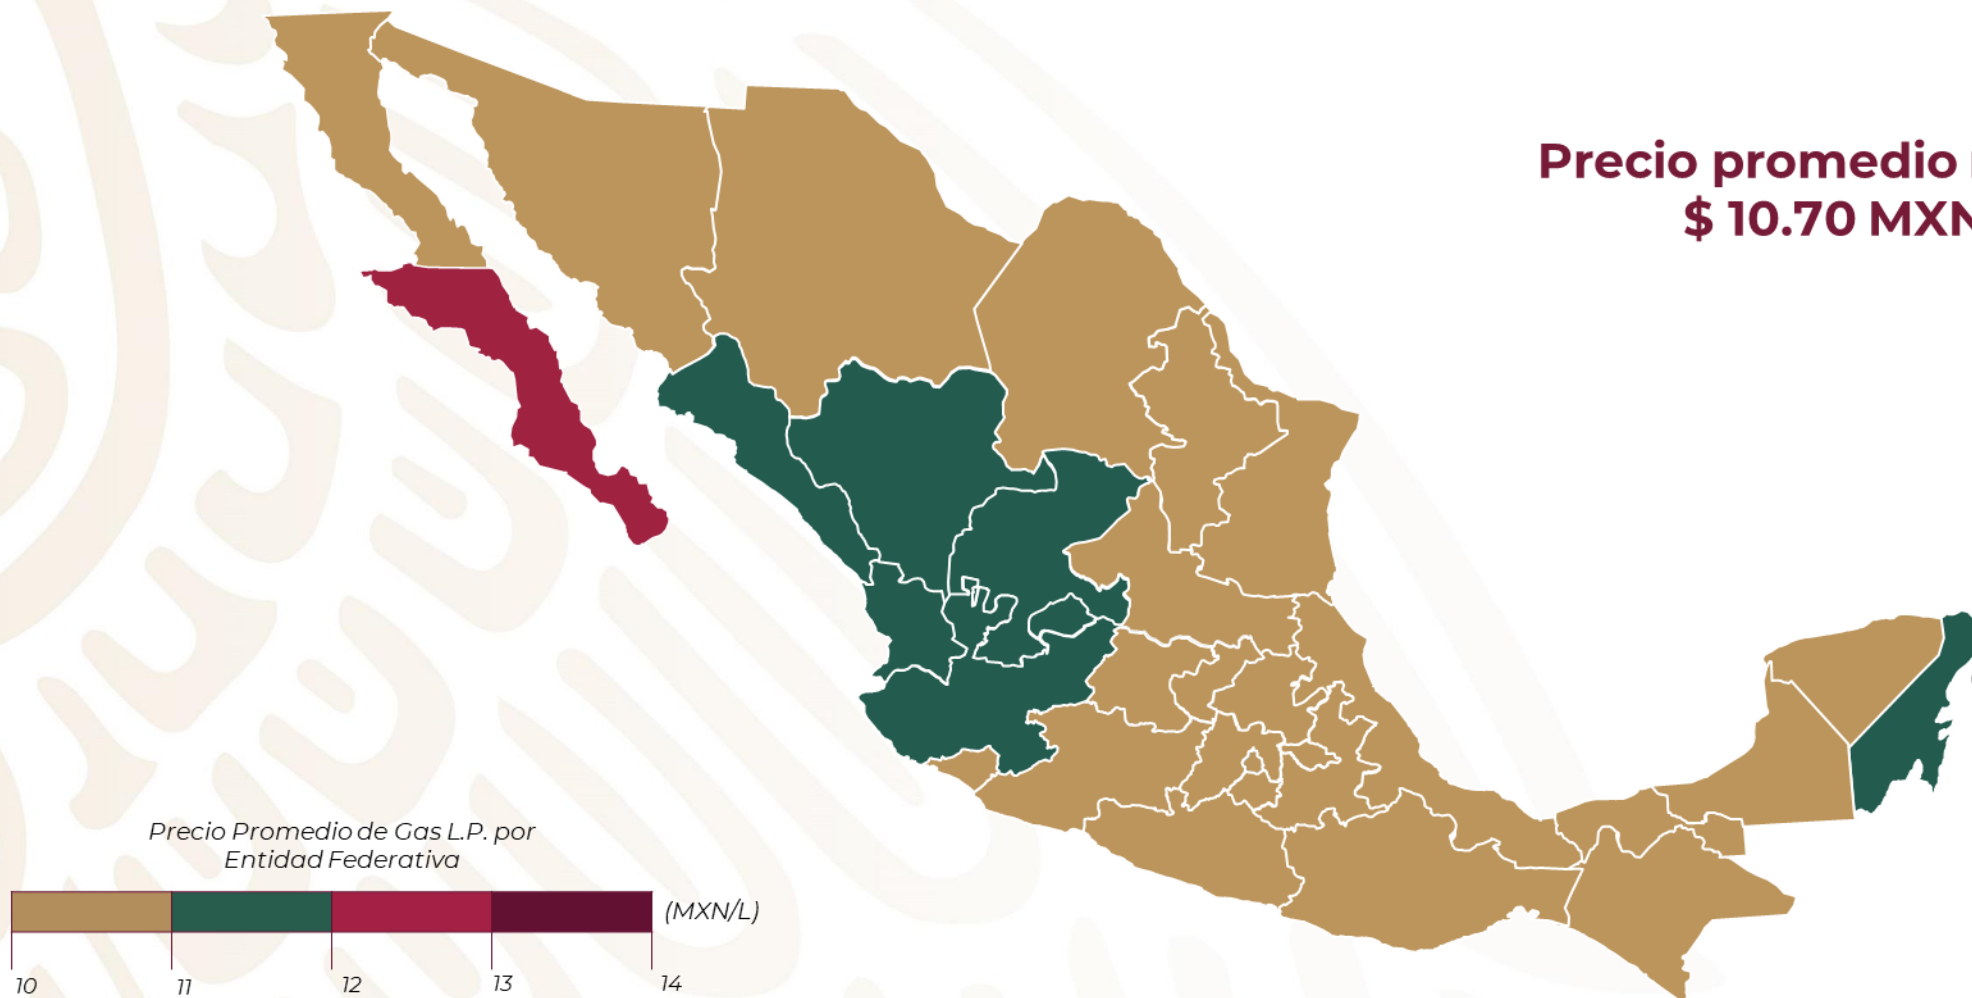 Precio promedio
$ 10.70 MXN
Precio Promedio de Gas L.P. por
Entidad Federativa
(MXN/L)
10 11 12 13 14